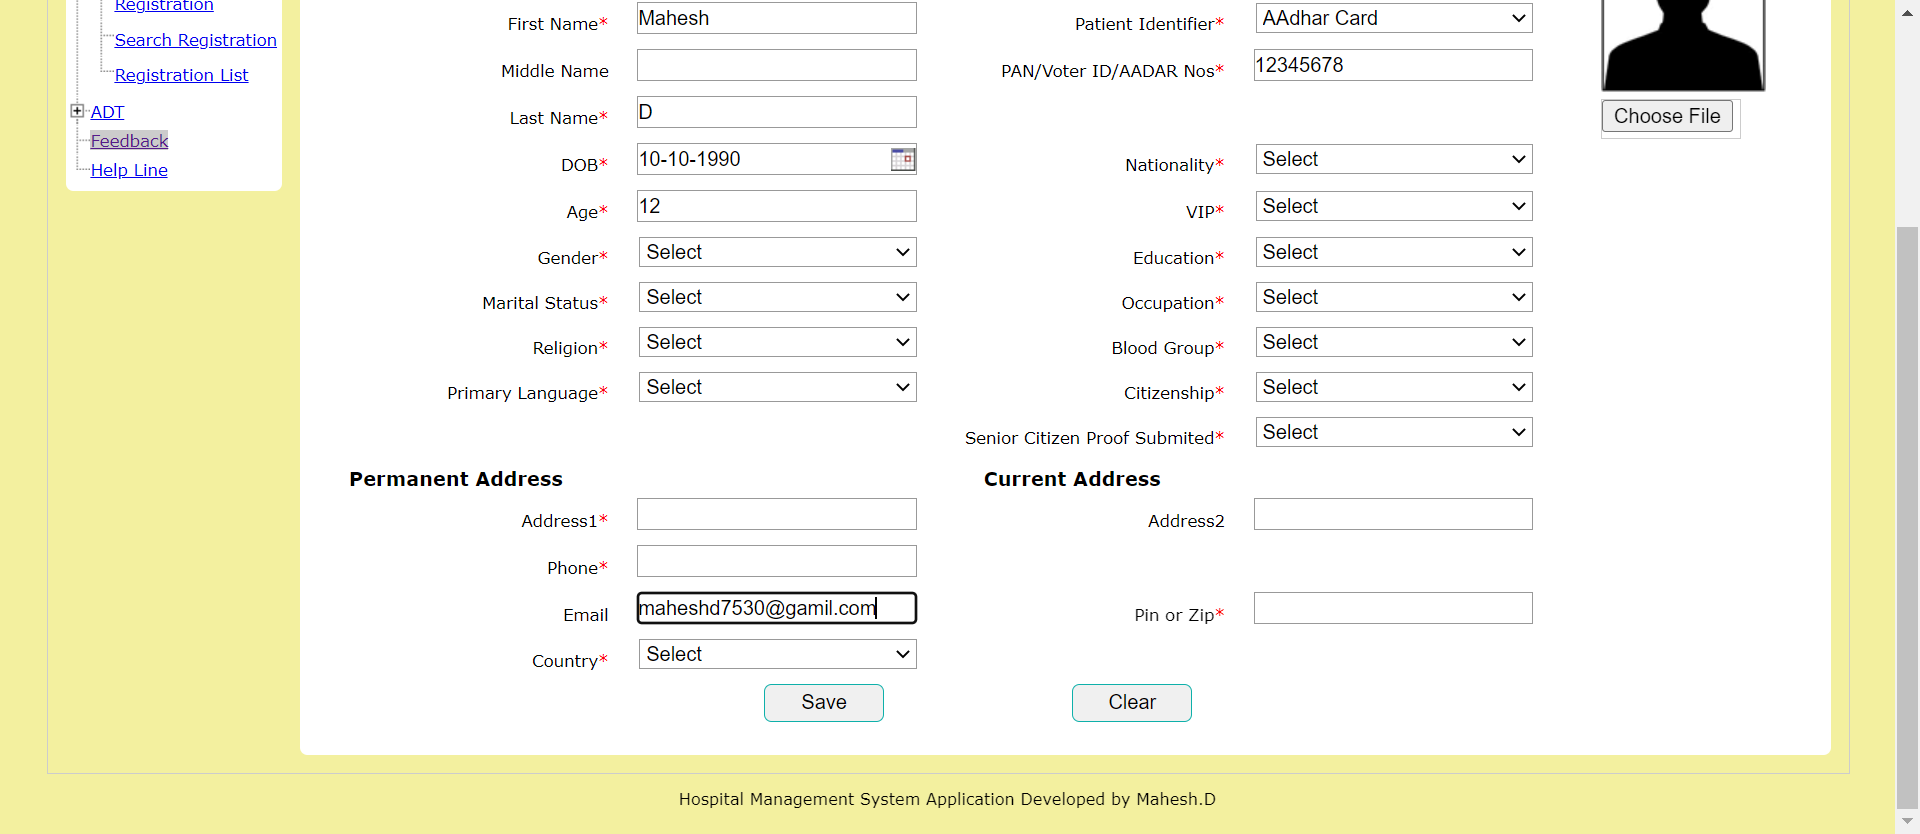 Registration
Search Registration
Registration List
ADT
Feedback
Help Line
First Name* Mahesh Patient Identifier* AAdhar Card
Middle Name PAN/Voter ID/AADAR Nos* 12345678
Last Name* D
Choose File
DOB* 10-10-1990 Nationality* Select
Age* 12 VIP* Select
Gender* Select Education* Select
Marital Status* Select Occupation* Select
Religion* Select Blood Group* Select
Primary Language* Select Citizenship* Select
Senior Citizen Proof Submited* Select
Permanent Address Current Address
Address1* Address2
Phone*
Email maheshd7530@gamil.com Pin or Zip*
Country* Select
Save Clear
Hospital Management System Application Developed by Mahesh.D